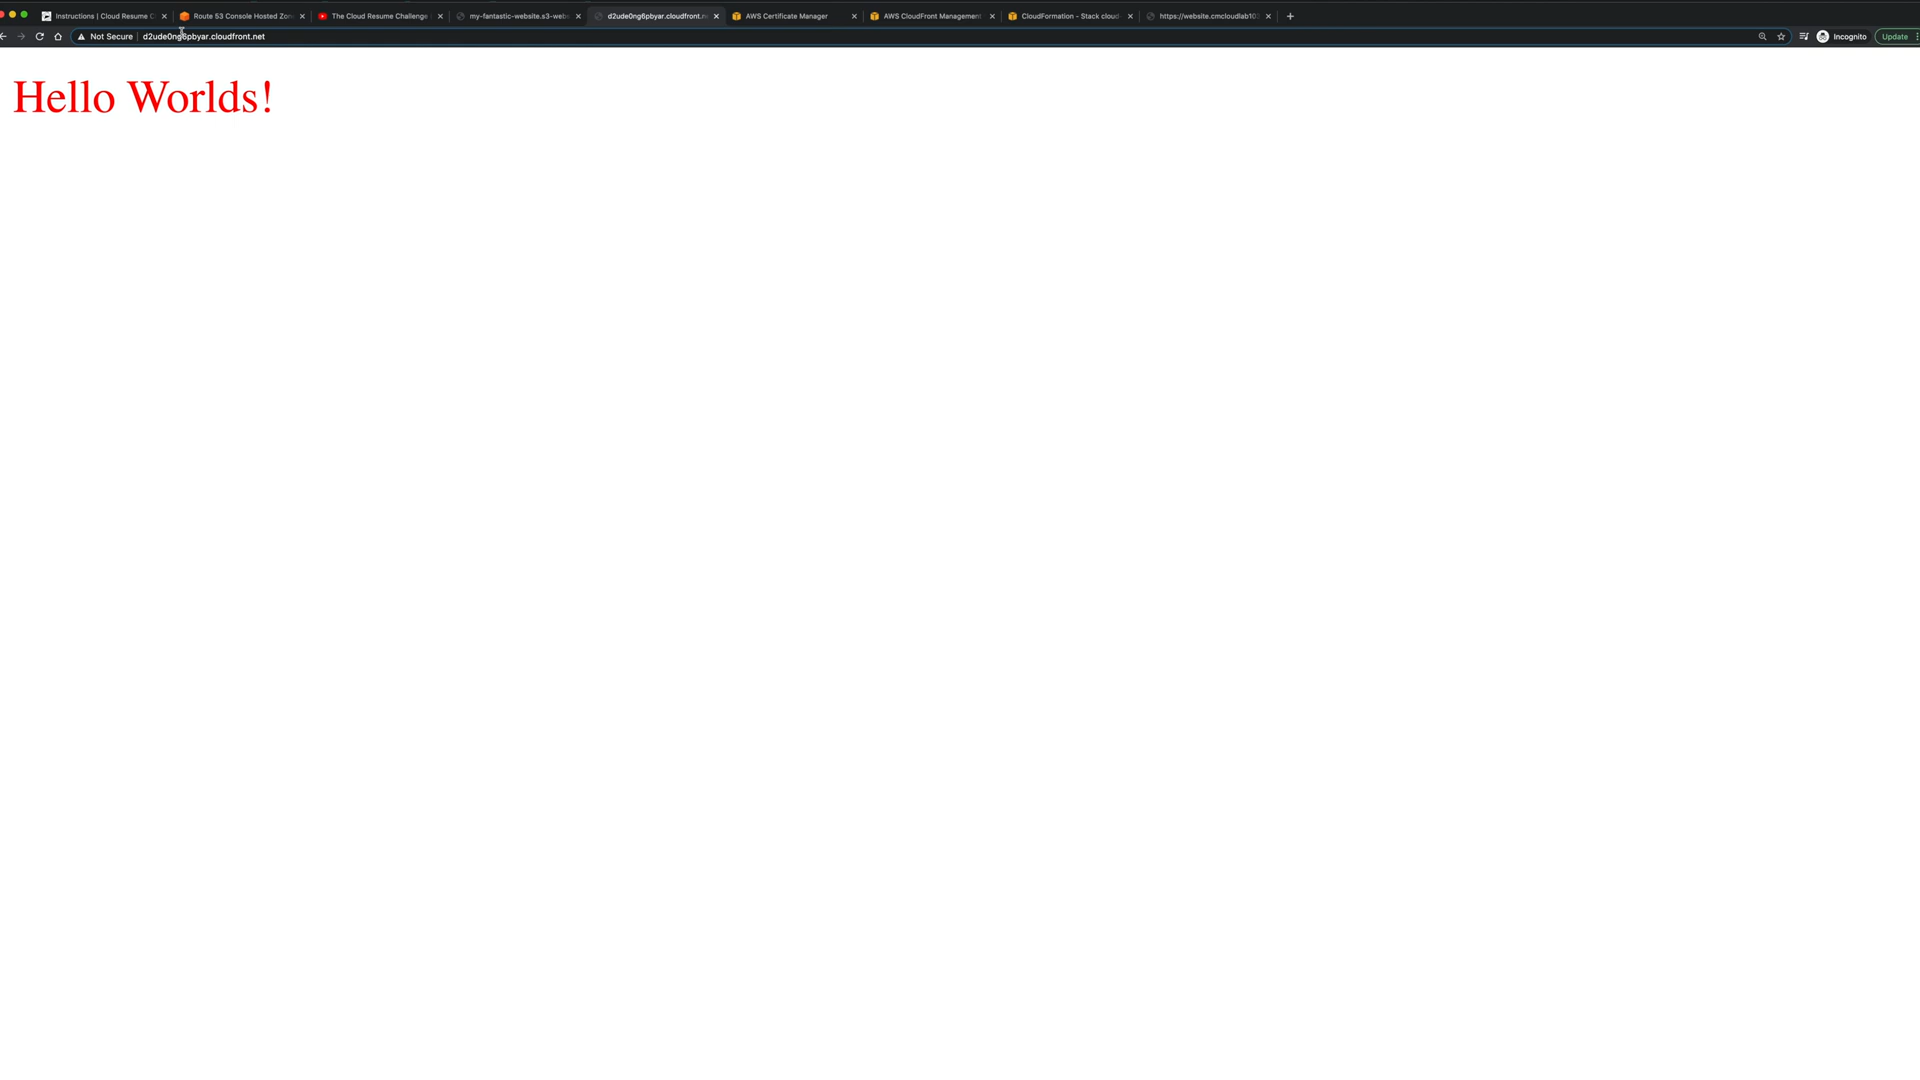 Instructions | Cloud Resume C
Route 53 Console Hosted Zon
The Cloud Resume Challenge
my-fantastic-website.s3-webs
d2ude0ng6pbyar.cloudfront.n
AWS Certificate Manager
AWS CloudFront Management
CloudFormation - Stack cloud
https://website.cmcloudlab103
Not Secure
d2ude0ng6pbyar.cloudfront.net
Incognito
Update
Hello Worlds!